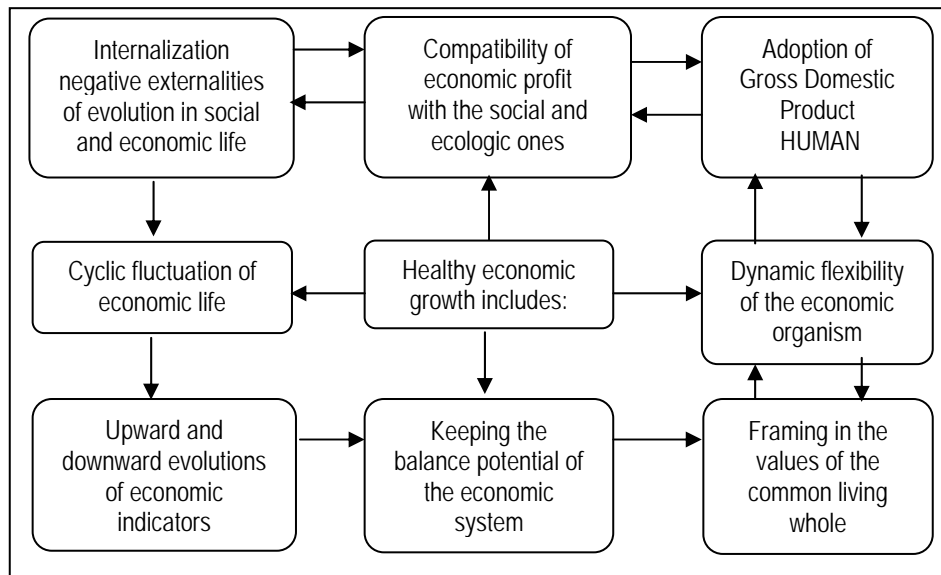 Internalization
negative externalities
of evolution in social
and economic life
Compatibility of
economic profit
with the social and
ecologic ones
Adoption of
Gross Domestic
Product
HUMAN
Cyclic fluctuation of
economic life
Healthy economic
growth includes:
Dynamic flexibility
of the economic
organism
Upward and
downward evolutions
of economic
indicators
Keeping the
balance potential of
the economic
system
Framing in the
values of the
common living
whole